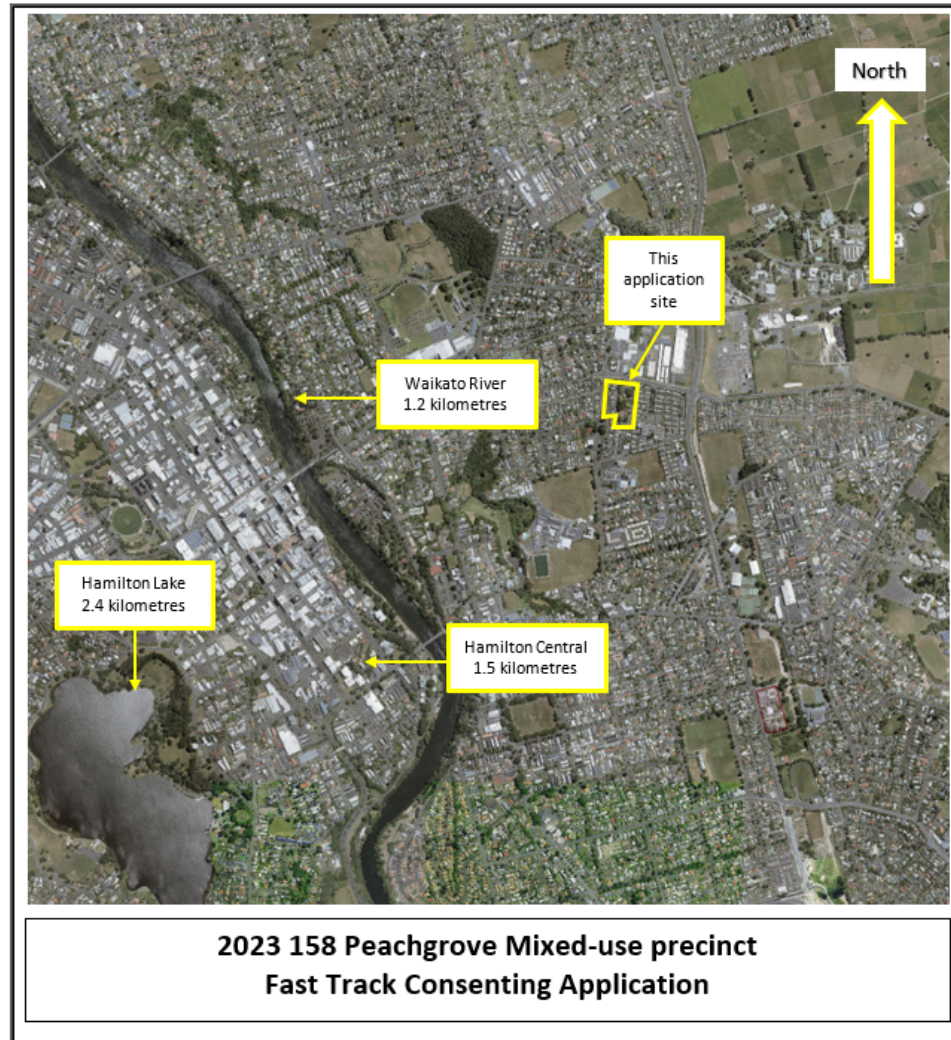 North
This
application
site
Waikato River
1.2 kilometres
Hamilton Lake
2.4 kilometres
Hamilton Central
1.5 kilometres
2023 158 Peachgrove Mixed-use precinct
Fast Track Consenting Application